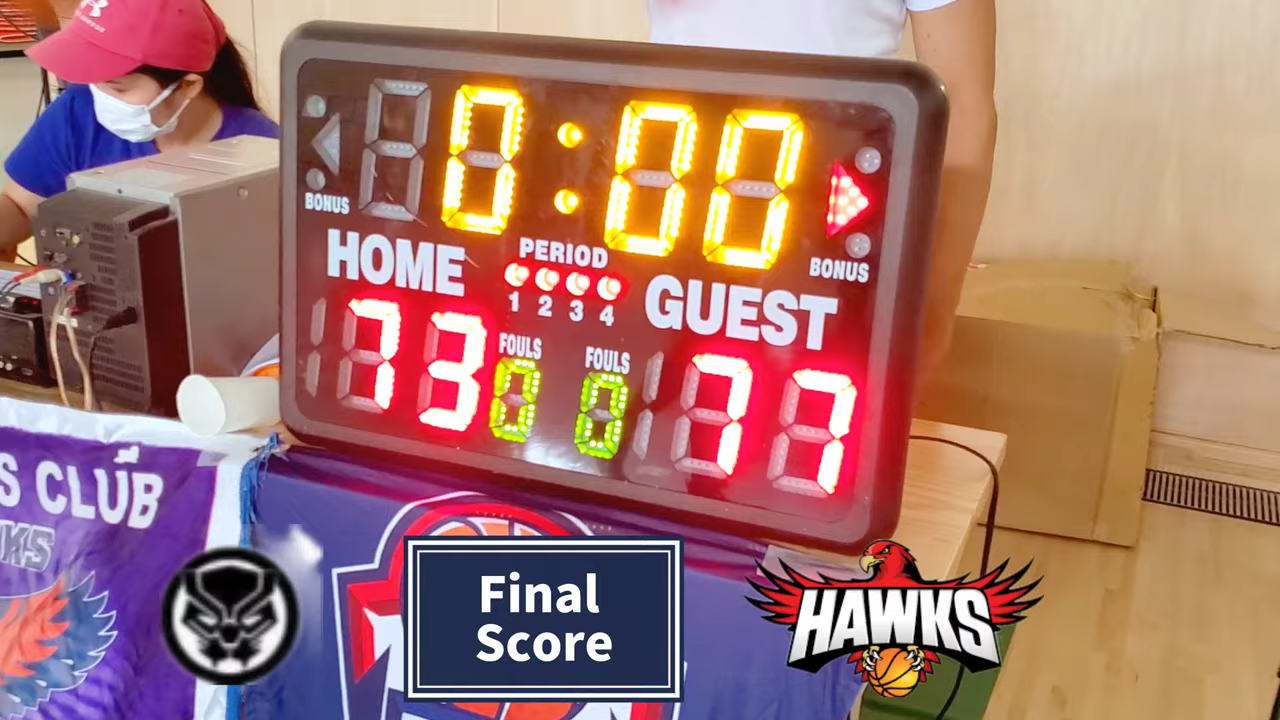 0:00
BONUS
BONUS
HOME
PERIOD
1 2 3 4
GUEST
73
FOULS
0
FOULS
0
77
S CLUB
WKS
Final
Score
HAWKS